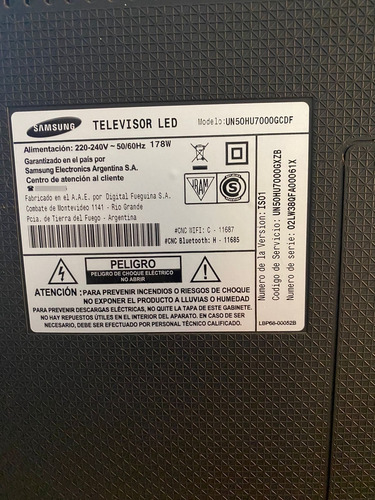 SAMSUNG TELEVISOR LED Modelo:UN50HU7000GCDF
Alimentación: 220-240V ~ 50/60Hz 178W
Garantizado en el país por
Samsung Electronics Argentina S.A.
Centro de atención al cliente
Fabricado en el A.A.E. por Digital Fueguina S.A.
Combate de Montevideo 1141 - Rio Grande
Pcia. de Tierra del Fuego - Argentina
IRAM
S
#CNC WIFI: C - 11687
#CNC Bluetooth: H - 11685
PELIGRO
PELIGRO DE CHOQUE ELÉCTRICO
NO ABRIR
ATENCIÓN : PARA PREVENIR INCENDIOS O RIESGOS DE CHOQUE
NO EXPONER EL PRODUCTO A LLUVIAS O HUMEDAD
PARA PREVENIR DESCARGAS ELÉCTRICAS, NO QUITE LA TAPA DE ESTE GABINETE.
NO HAY REPUESTOS ÚTILES EN EL INTERIOR DEL APARATO. EN CASO DE SER
NECESARIO, DEBE SER EFECTUADO POR PERSONAL TÉCNICO CALIFICADO.
Numero de la Version: IS01
Codigo de Servicio: UN50HU7000GXZB
Numero de serie: 02LW3BQFA00061X
LBP68-00052B